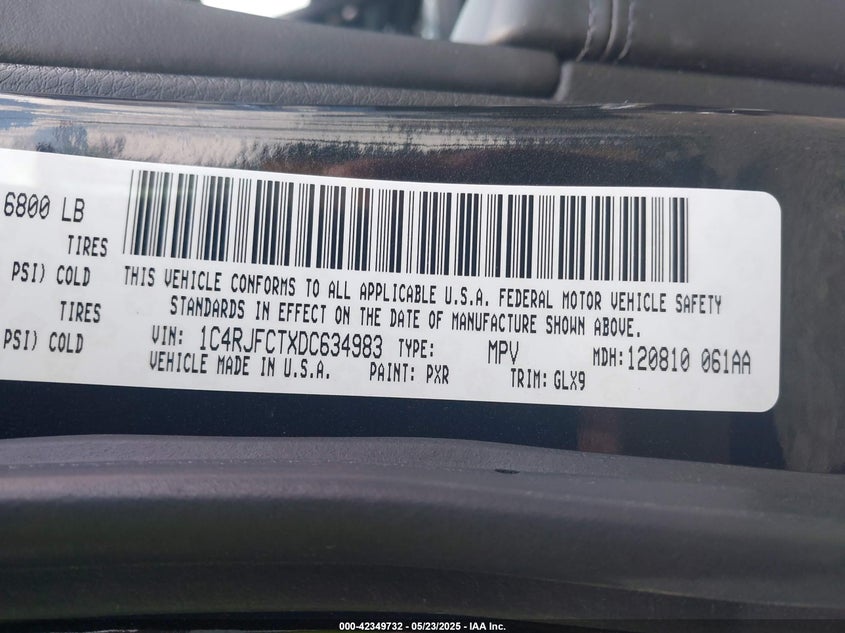 6800 LB
TIRES
PSI) COLD
TIRES
PSI) COLD
THIS VEHICLE CONFORMS TO ALL APPLICABLE U.S.A. FEDERAL MOTOR VEHICLE SAFETY
STANDARDS IN EFFECT ON THE DATE OF MANUFACTURE SHOWN ABOVE.
VIN: 1C4RJFCTXDC634983 TYPE: MPV MDH:120810 061AA
VEHICLE MADE IN U.S.A. PAINT: PXR TRIM: GLX9
000-42349732 - 05/23/2025 - IAA Inc.